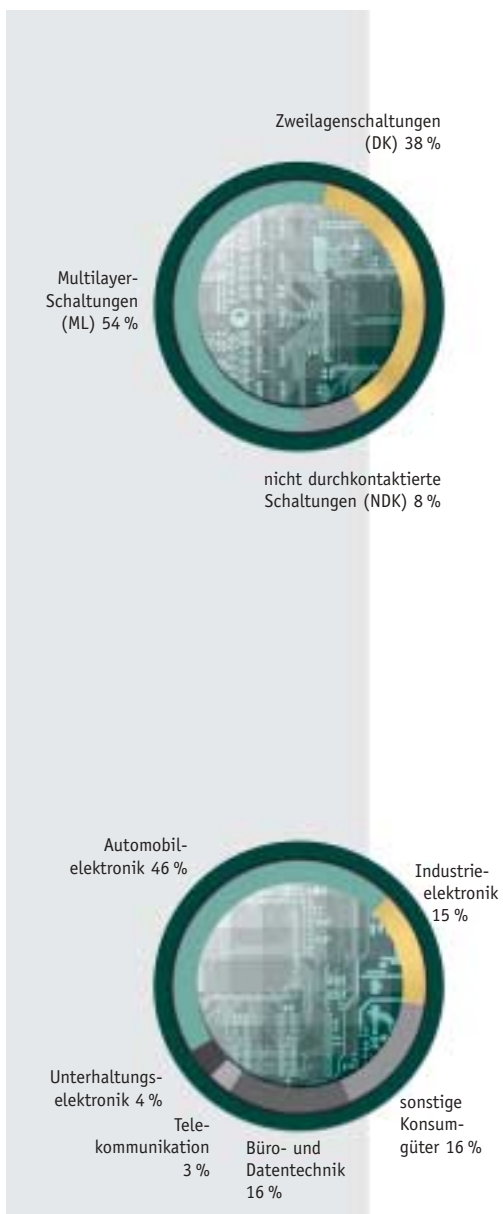 Zweilagenschaltungen
(DK) 38 %
Multilayer-
Schaltungen
(ML) 54 %
nicht durchkontaktierte
Schaltungen (NDK) 8 %
Automobil-
elektronik 46 %
Industrie-
elektronik
15 %
Unterhaltungs-
elektronik 4 %
Tele-
kommunikation
3 %
Büro- und
Datentechnik
16 %
sonstige
Konsum-
güter 16 %